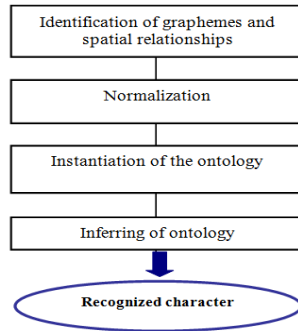 Identification of graphemes and
spatial relationships
Normalization
Instantiation of the ontology
Inferring of ontology
Recognized character